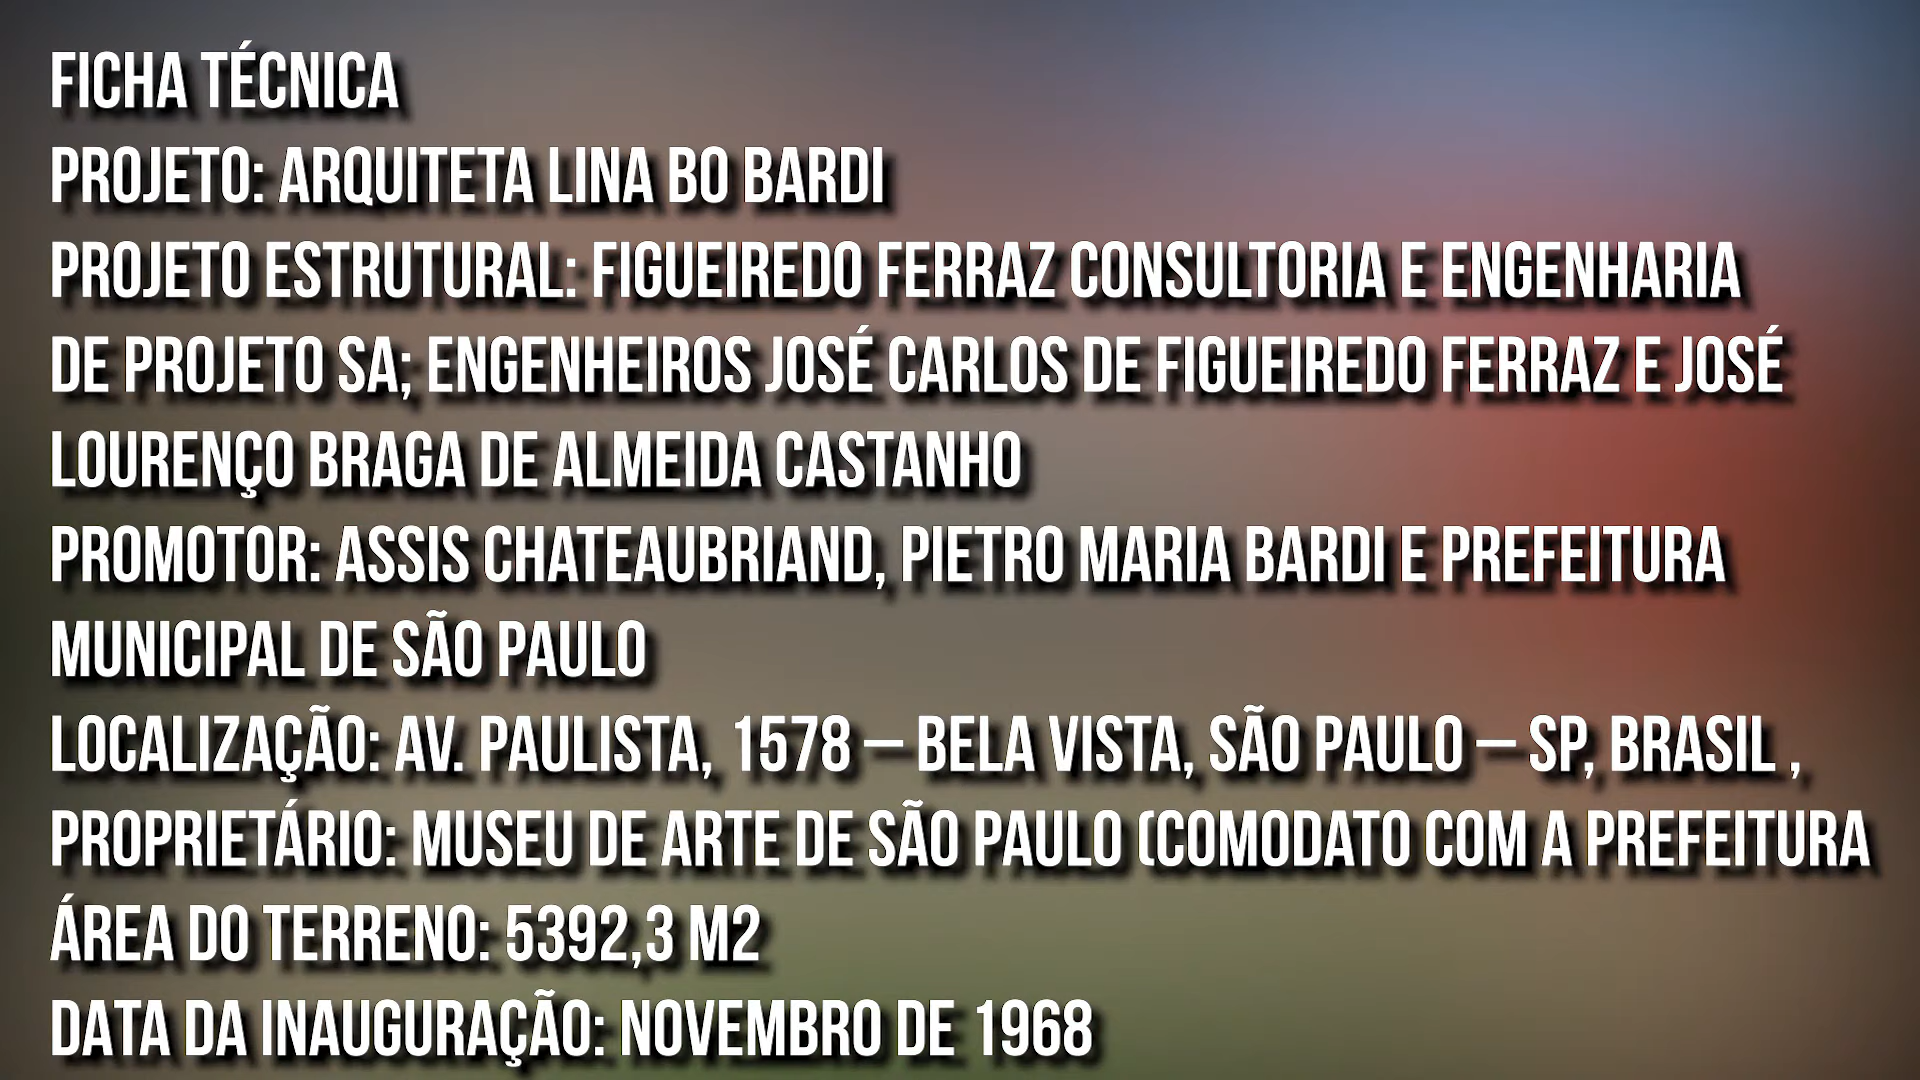 FICHA TÉCNICA
PROJETO: ARQUITETA LINA BO BARDI
PROJETO ESTRUTURAL: FIGUEIREDO FERRAZ CONSULTORIA E ENGENHARIA
DE PROJETO SA; ENGENHEIROS JOSÉ CARLOS DE FIGUEIREDO FERRAZ E JOSÉ
LOURENÇO BRAGA DE ALMEIDA CASTANHO
PROMOTOR: ASSIS CHATEAUBRIAND, PIETRO MARIA BARDI E PREFEITURA
MUNICIPAL DE SÃO PAULO
LOCALIZAÇÃO: AV. PAULISTA, 1578 – BELA VISTA, SÃO PAULO – SP, BRASIL ,
PROPRIETÁRIO: MUSEU DE ARTE DE SÃO PAULO (COMODATO COM A PREFEITURA
ÁREA DO TERRENO: 5392,3 M2
DATA DA INAUGURAÇÃO: NOVEMBRO DE 1968